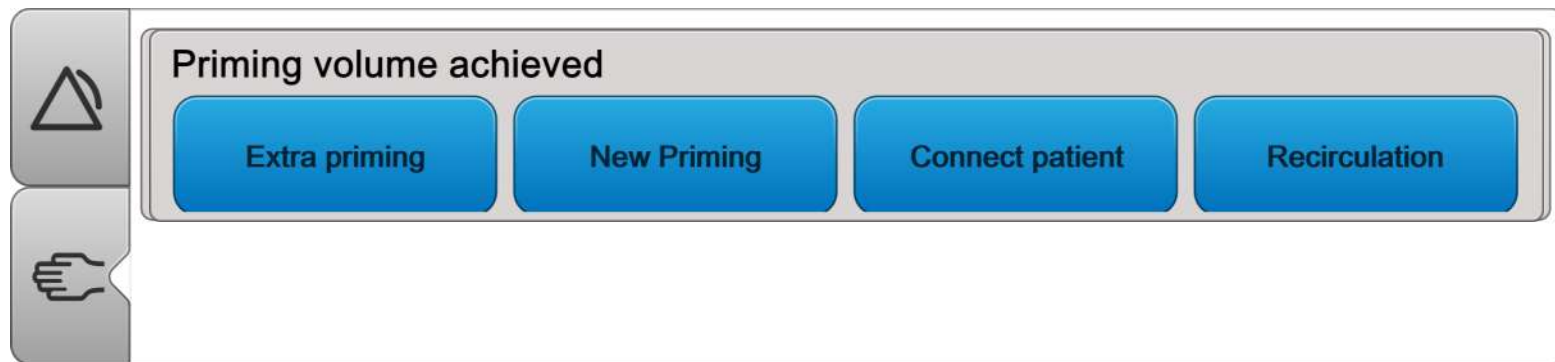 Priming volume achieved
Extra priming
New Priming
Connect patient
Recirculation